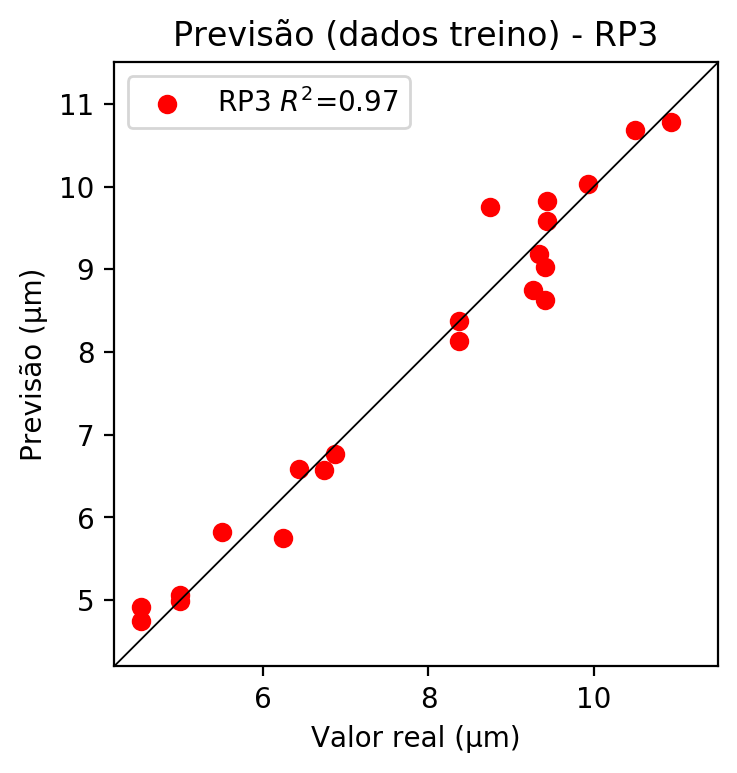 Previsão (dados treino) - RP3
RP3 R²=0.97
11
10
9
8
7
6
5
Previsão (μm)
6 8 10
Valor real (μm)